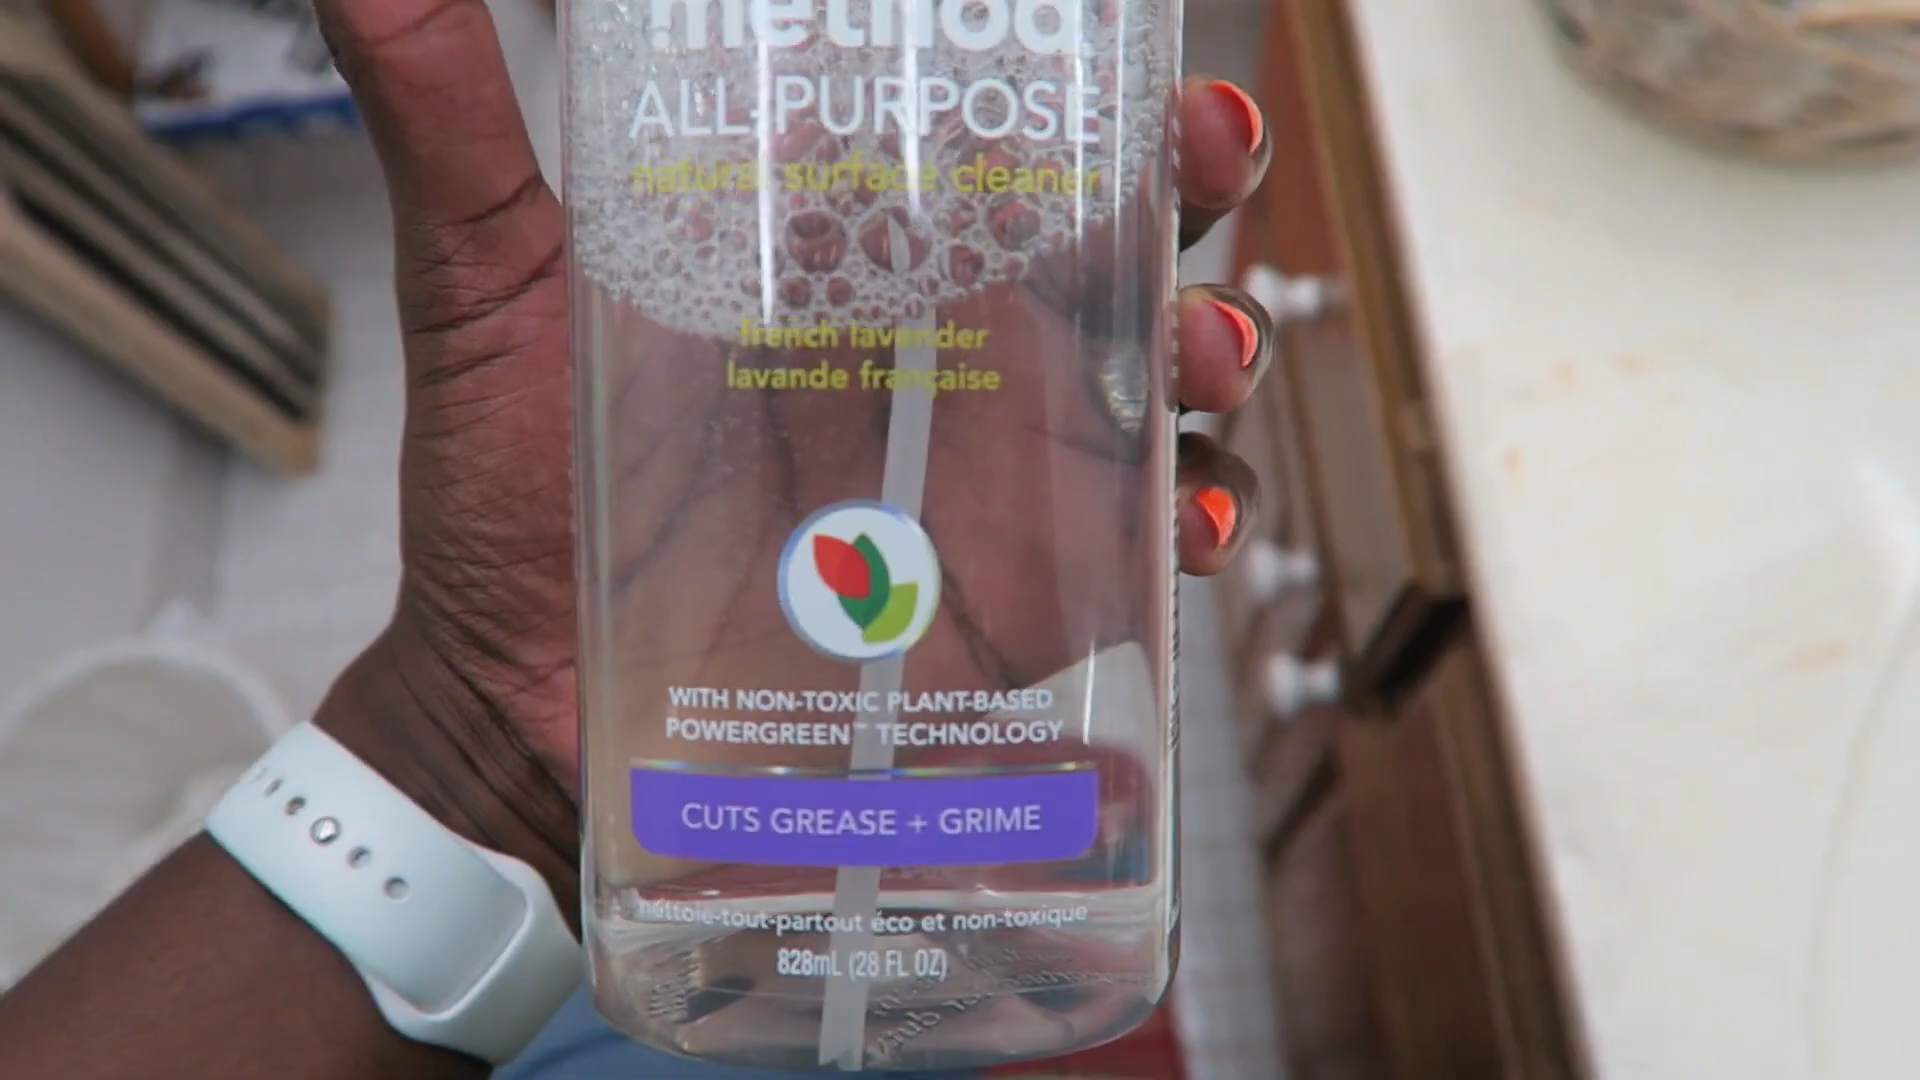 method
ALL-PURPOSE
natural surface cleaner
french lavender
lavande française
WITH NON-TOXIC PLANT-BASED
POWERGREEN™ TECHNOLOGY
CUTS GREASE + GRIME
nettoie-tout-partout éco et non-toxique
828mL (28 FL OZ)